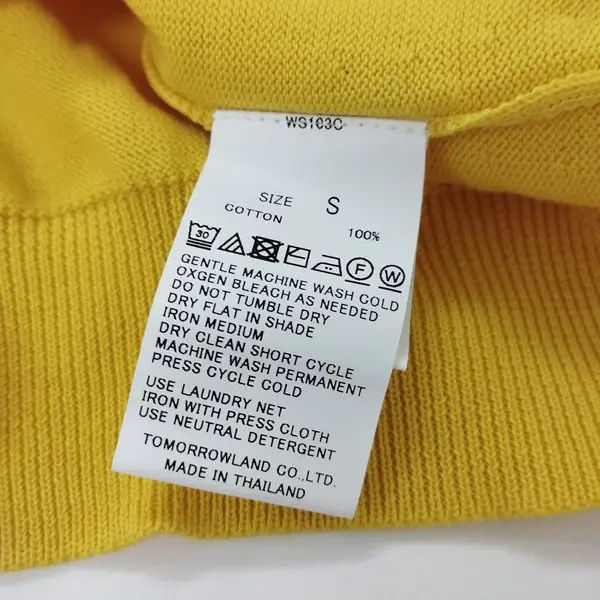 WS103C
SIZE S
COTTON 100%
30 F W
GENTLE MACHINE WASH COLD
OXGEN BLEACH AS NEEDED
DO NOT TUMBLE DRY
DRY FLAT IN SHADE
IRON MEDIUM
DRY CLEAN SHORT CYCLE
MACHINE WASH PERMANENT
PRESS CYCLE COLD
USE LAUNDRY NET
IRON WITH PRESS CLOTH
USE NEUTRAL DETERGENT
TOMORROWLAND CO.,LTD.
MADE IN THAILAND